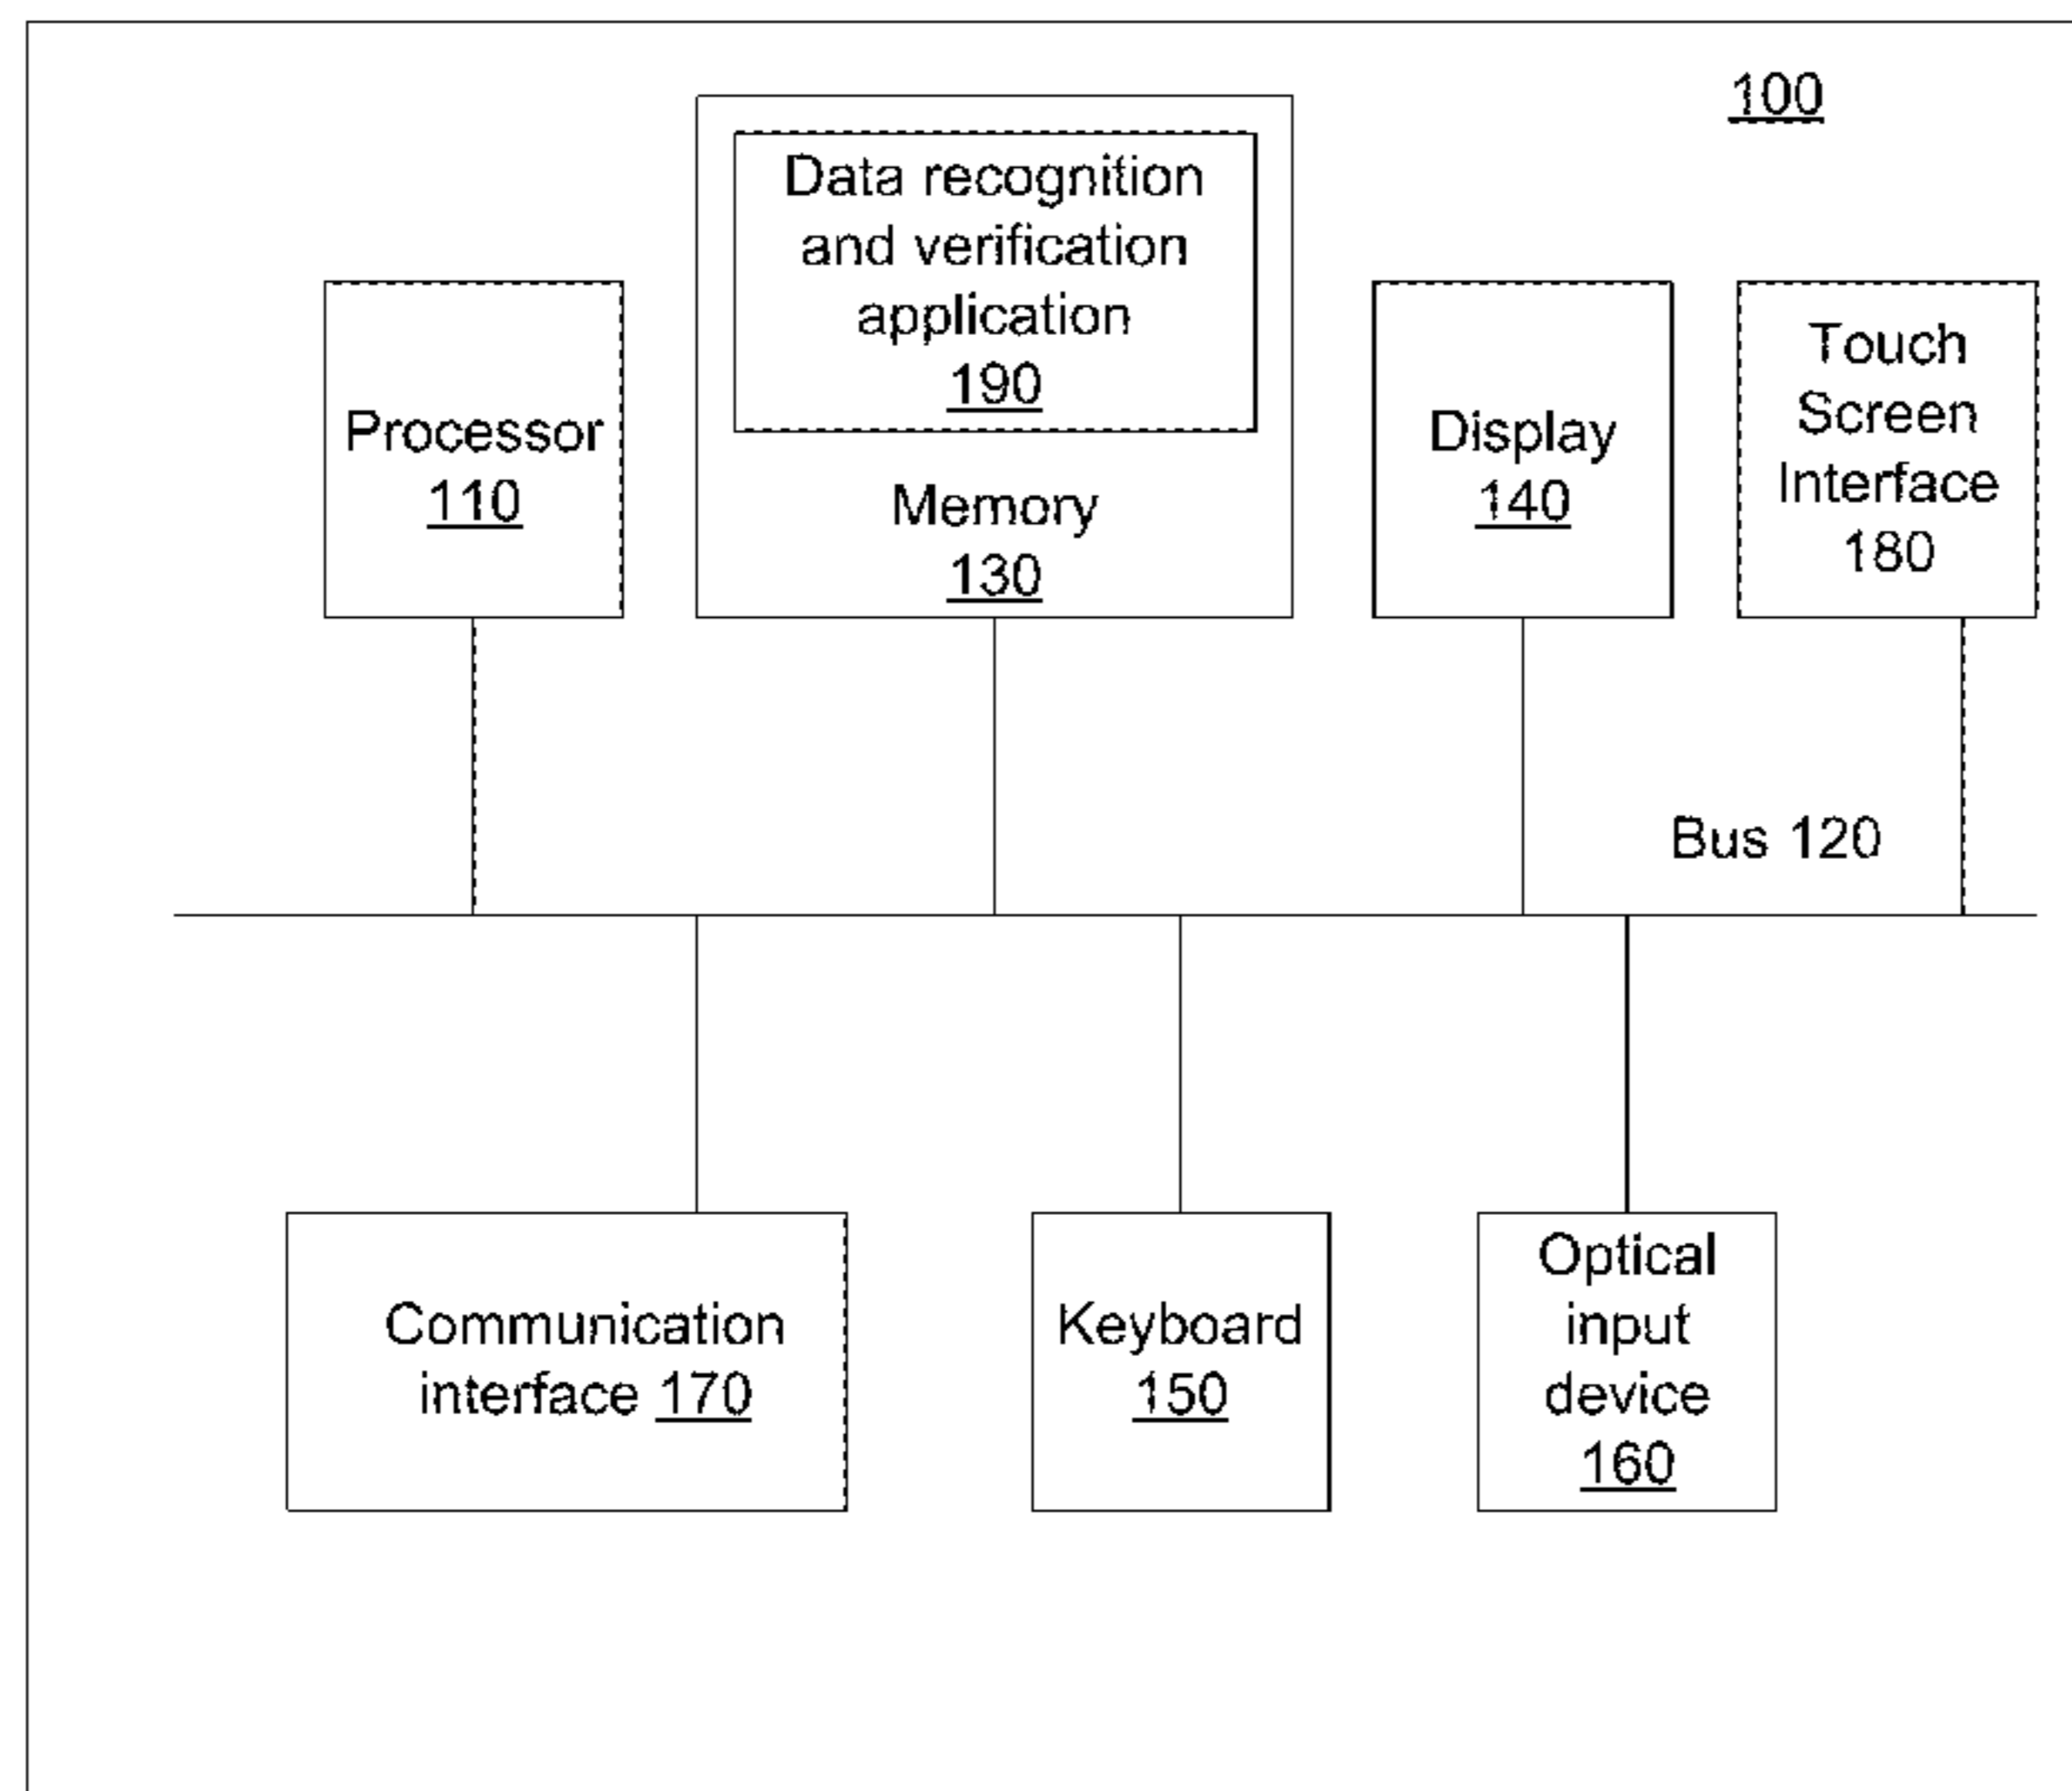 100
Data recognition
and verification
application
190
Memory
130
Processor
110
Display
140
Touch
Screen
Interface
180
Bus 120
Communication
interface 170
Keyboard
150
Optical
input
device
160